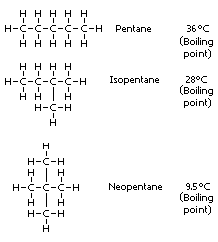 H H H H H
H–C–C–C–C–C–H Pentane 36°C
H H H H H (Boiling
point)
H H H H
H–C–C–C–C–H Isopentane 28°C
H H H (Boiling
H–C–H point)
H
H
H–C–H
H H
H–C–C–C–H Neopentane 9.5°C
H H (Boiling
H–C–H point)
H